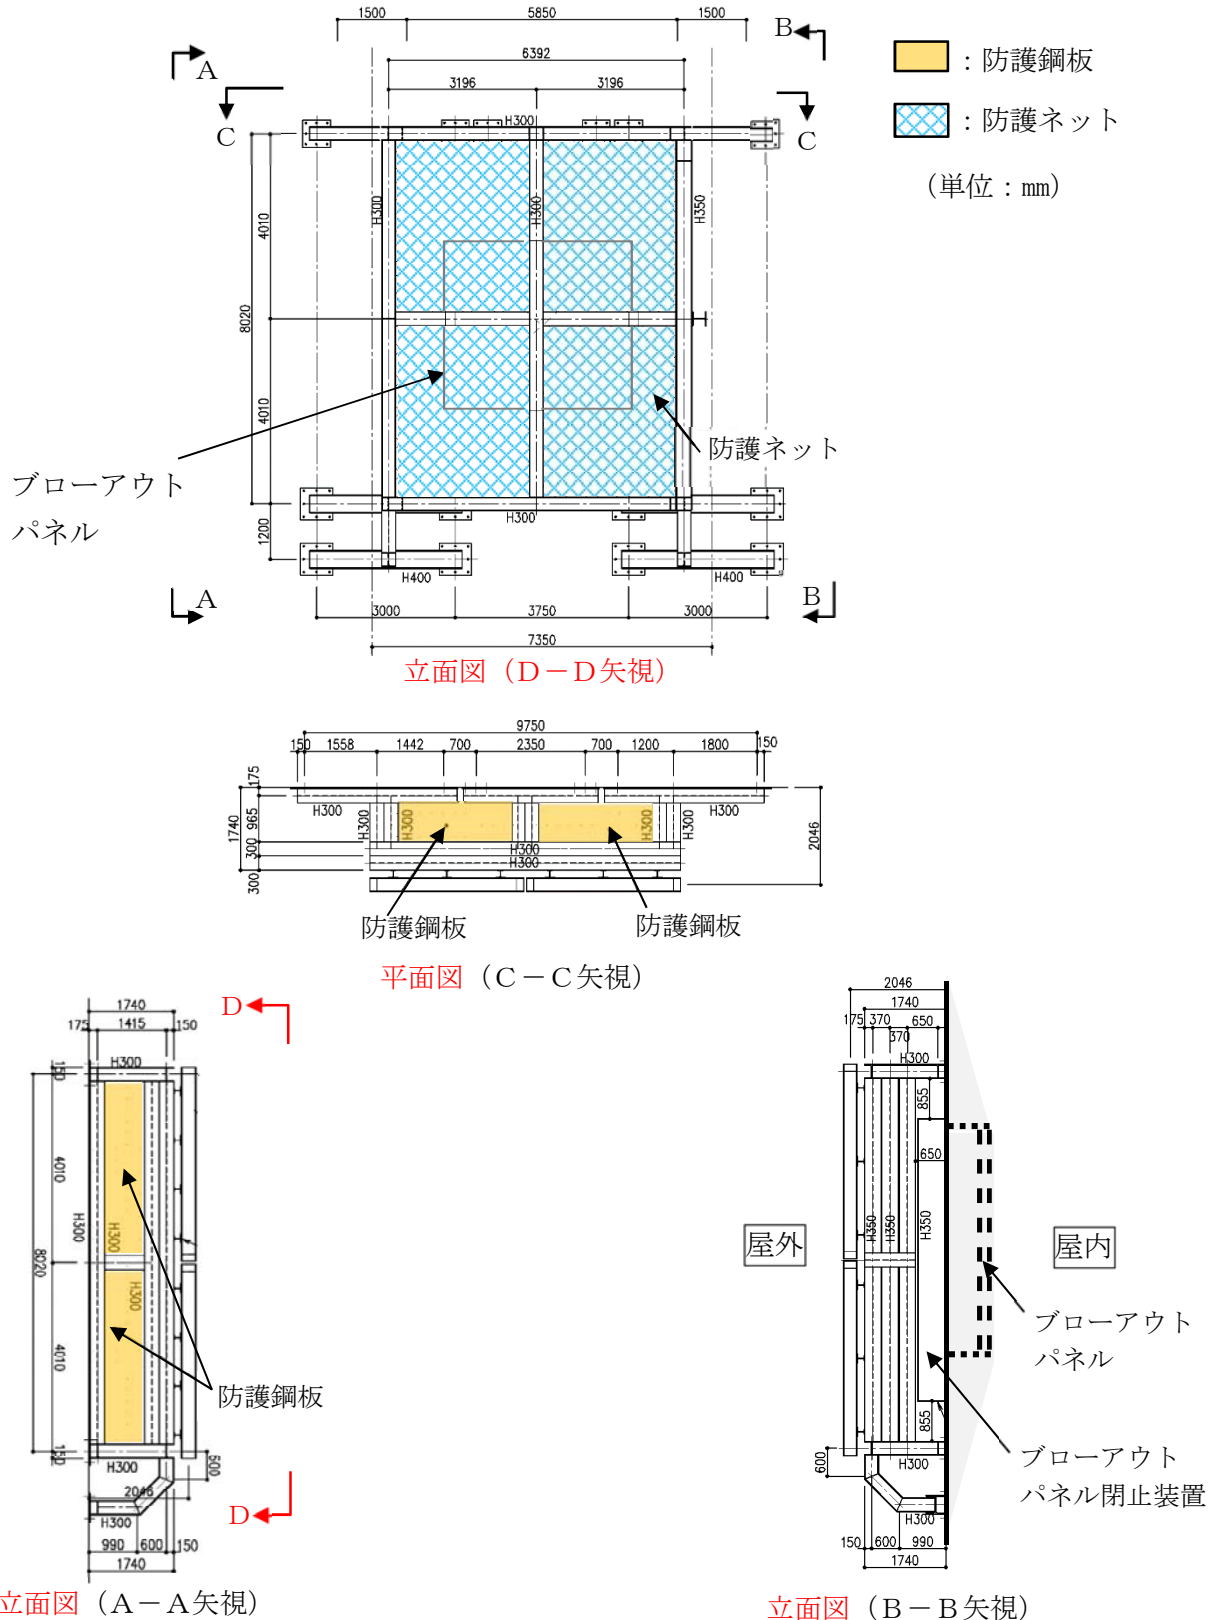 1500
5850
1500
B
6392
A
3196
3196
：防護鋼板
：防護ネット
（単位：㎜）
C
H300
C
H300
H300
H350
4010
8020
4010
防護ネット
ブローアウト
パネル
H300
1200
H400
H400
A
B
3000
3750
3000
7350
立面図（D－D矢視）
9750
150
1558
1442
700
2350
700
1200
1800
150
175
H300
H300
1740
965
H300
H300
H300
H300
2046
300
H300
H300
300
防護鋼板
防護鋼板
平面図（C－C矢視）
1740
D
175
1415
150
H300
150
4010
H300
H300
8020
H300
4010
防護鋼板
150
H300
600
2046
D
H300
990
600
150
1740
立面図（A－A矢視）
2046
1740
175
370
650
370
H300
855
650
H350
H350
H350
屋外
屋内
ブローアウト
パネル
855
600
H300
ブローアウト
パネル閉止装置
H300
150
600
990
1740
立面図（B－B矢視）